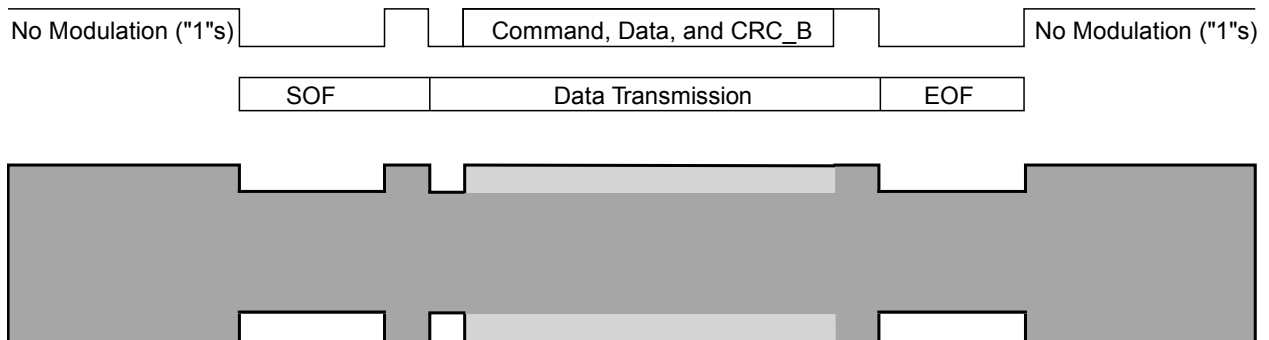 No Modulation ("1"s)
Command, Data, and CRC_B
No Modulation ("1"s)
SOF
Data Transmission
EOF